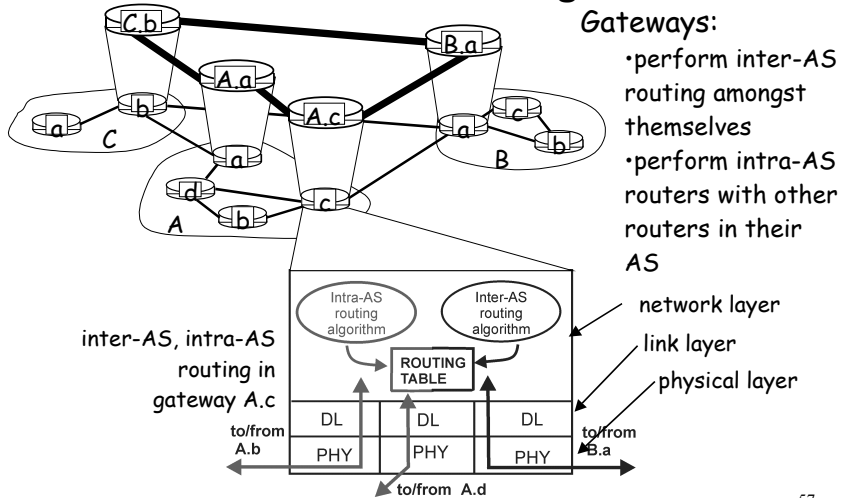 Gateways:
•perform inter-AS
routing amongst
themselves
•perform intra-AS
routers with other
routers in their
AS
C.b
B.a
A.a
A.c
a
b
C
a
c
b
B
a
d
b
c
A
inter-AS, intra-AS
routing in
gateway A.c
Intra-AS
routing
algorithm
Inter-AS
routing
algorithm
ROUTING
TABLE
DL
DL
DL
PHY
PHY
PHY
to/from
A.b
to/from A.d
to/from
B.a
network layer
link layer
physical layer